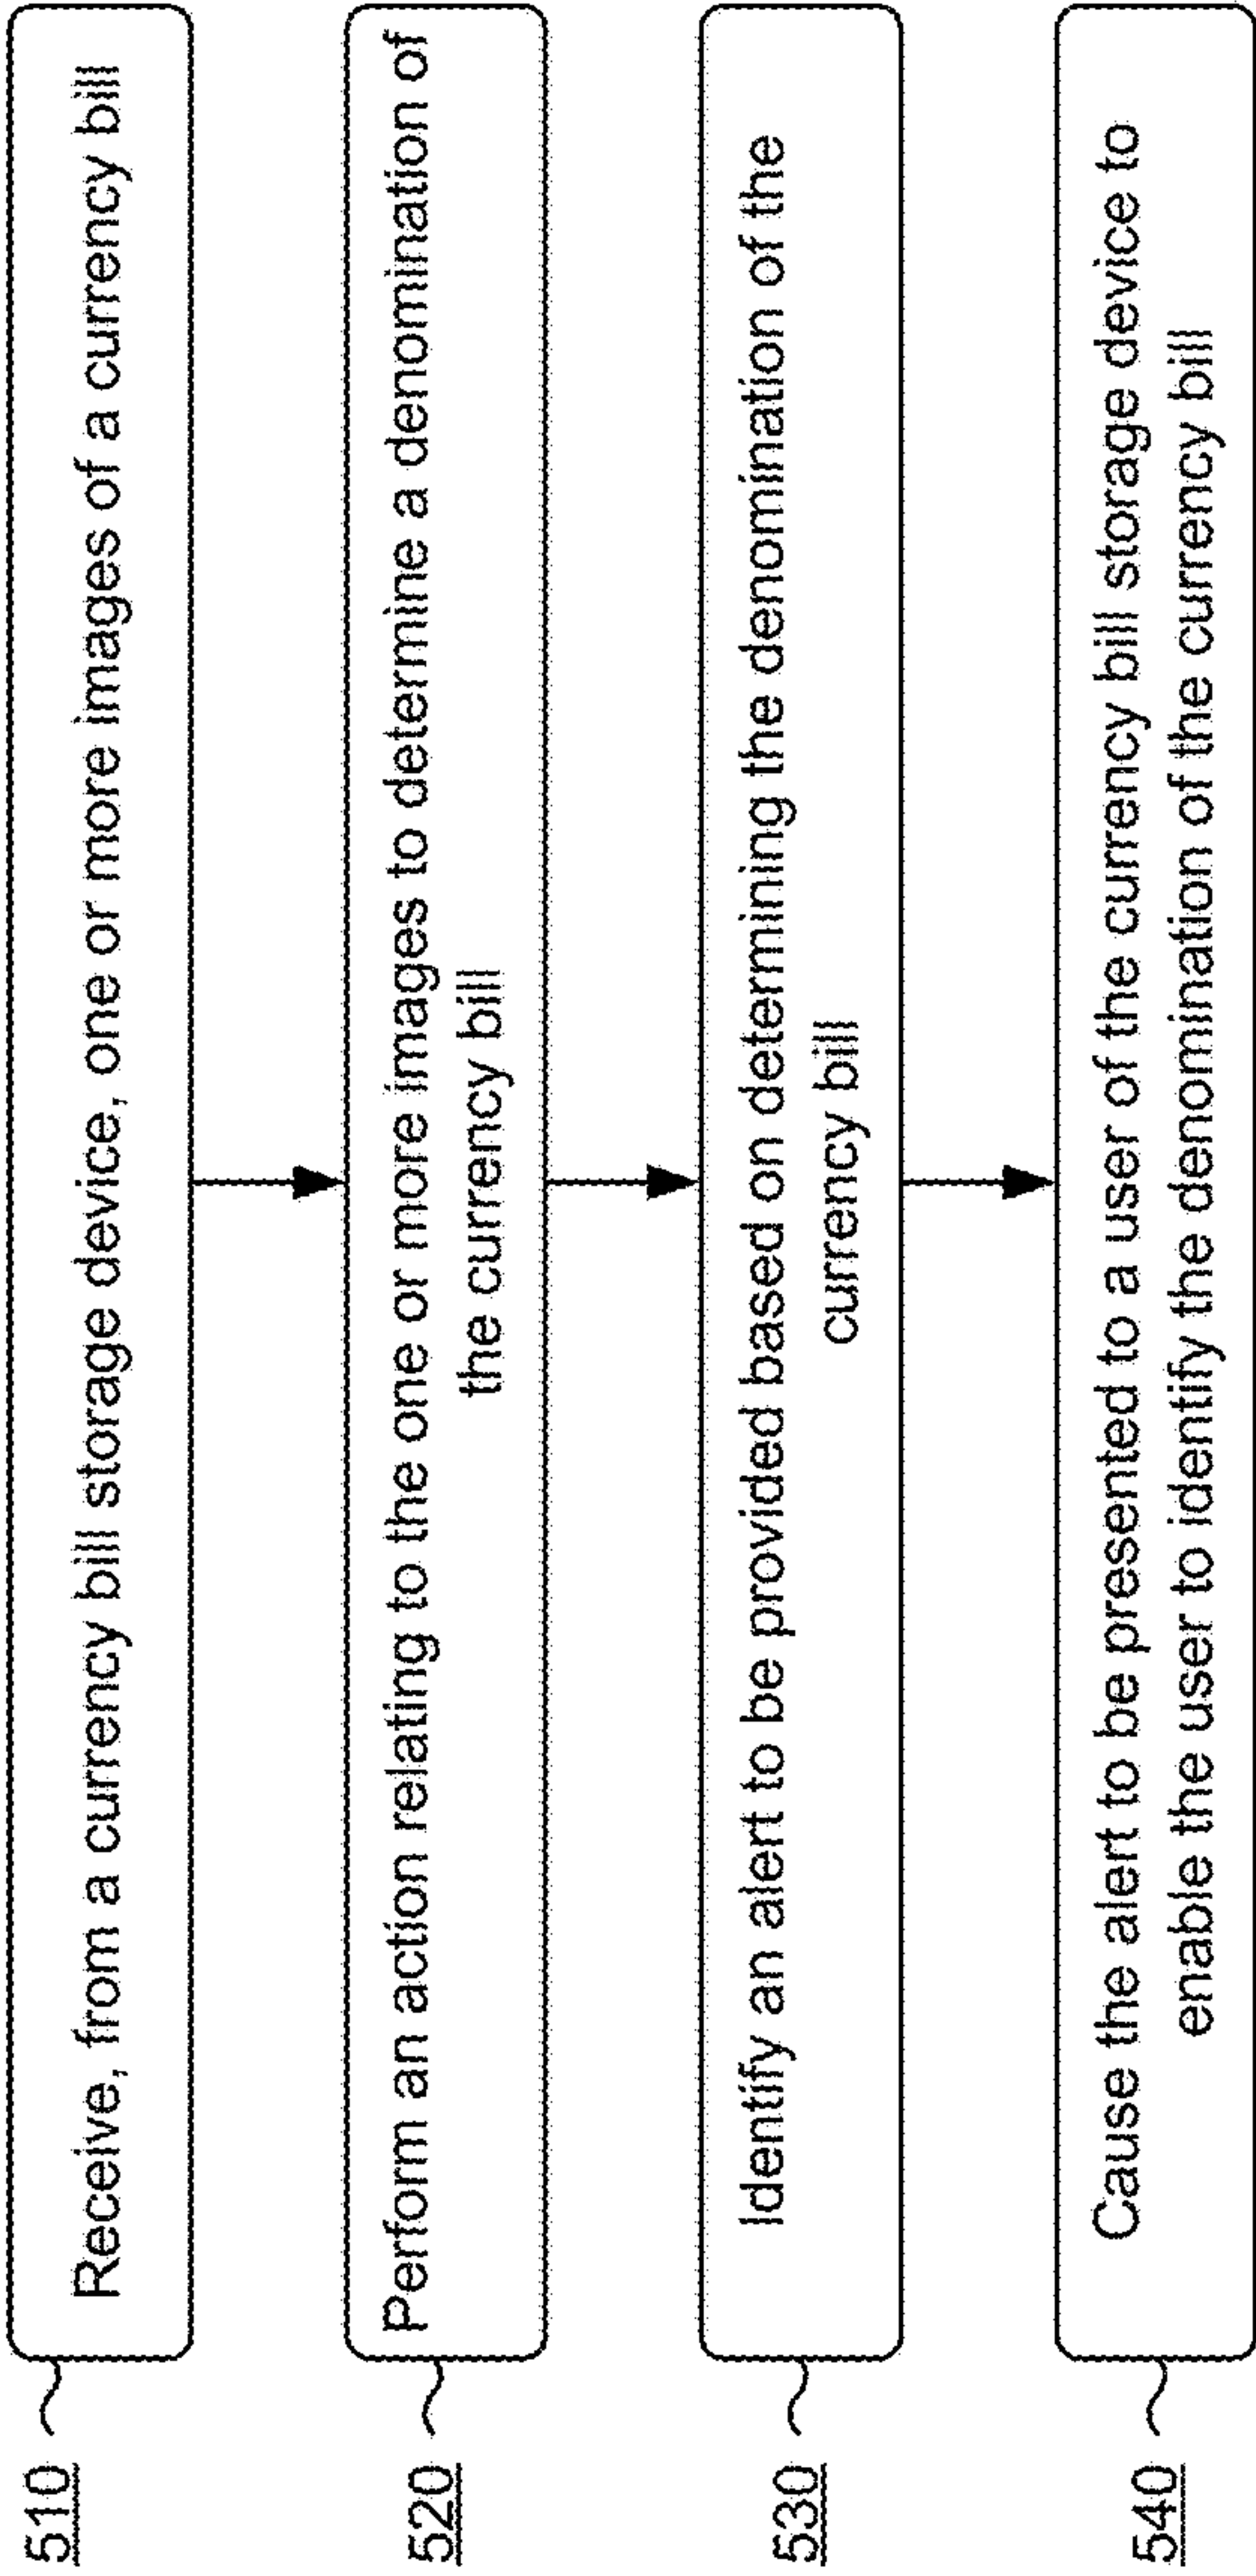 510
Receive, from a currency bill storage device, one or more images of a currency bill
520
Perform an action relating to the one or more images to determine a denomination of
the currency bill
530
Identify an alert to be provided based on determining the denomination of the
currency bill
540
Cause the alert to be presented to a user of the currency bill storage device to
enable the user to identify the denomination of the currency bill